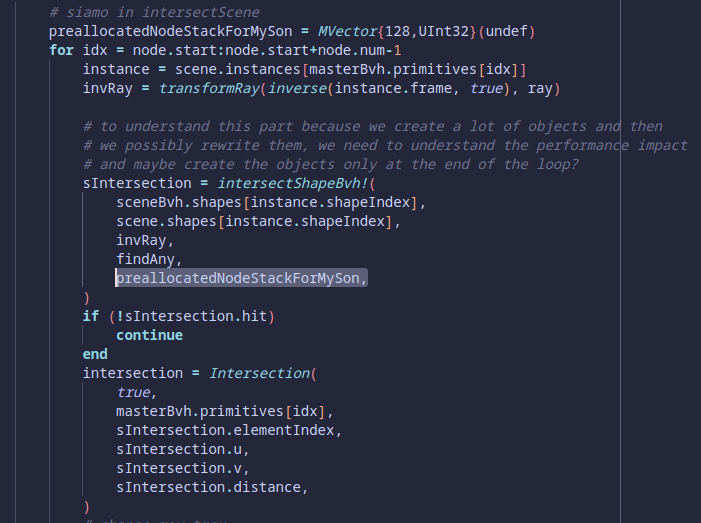 # siamo in intersectScene
preallocatedNodeStackForMySon = MVector{128,UInt32}(undef)
for idx = node.start:node.start+node.num-1
instance = scene.instances[masterBvh.primitives[idx]]
invRay = transformRay(inverse(instance.frame, true), ray)
# to understand this part because we create a lot of objects and then
# we possibly rewrite them, we need to understand the performance impact
# and maybe create the objects only at the end of the loop?
sIntersection = intersectShapeBvh!(
sceneBvh.shapes[instance.shapeIndex],
scene.shapes[instance.shapeIndex],
invRay,
findAny,
preallocatedNodeStackForMySon,
)
if (!sIntersection.hit)
continue
end
intersection = Intersection(
true,
masterBvh.primitives[idx],
sIntersection.elementIndex,
sIntersection.u,
sIntersection.v,
sIntersection.distance,
)